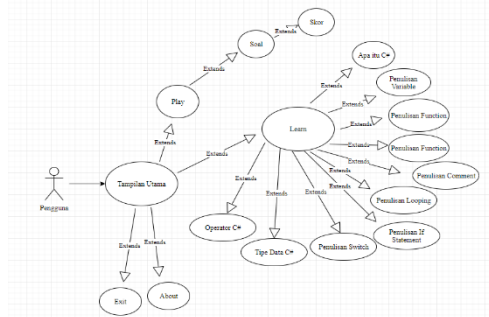 Skor
Extends
Soal
Extends
Play
Extends
Apa itu C#
Extends
Penulisan
Variable
Extends
Penulisan Function
Extends
Learn
Extends
Penulisan Function
Extends
Extends
Penulisan Comment
Pengguna
Tampilan Utama
Extends
Extends
Extends
Extends
Penulisan Looping
Extends
Operator C#
Tipe Data C#
Penulisan Switch
Penulisan If
Statement
Extends
Extends
Exit
About